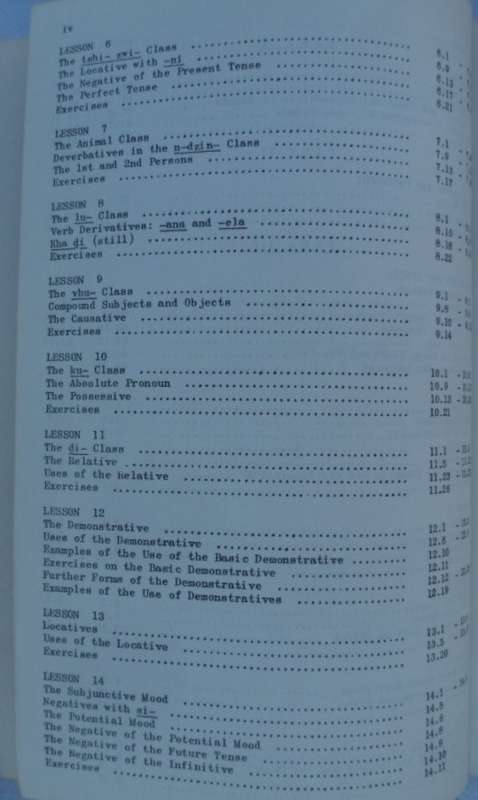 iv
LESSON 6
The tshi- zwi- Class .......... 6.1
The Locative with -ni .......... 6.9
The Negative of the Present Tense .......... 6.13
The Perfect Tense .......... 6.17
Exercises .......... 6.21
LESSON 7
The Animal Class .......... 7.1
Deverbatives in the n-dzin- Class .......... 7.9
The 1st and 2nd Persons .......... 7.13
Exercises .......... 7.17
LESSON 8
The lu- Class .......... 8.1
Verb Derivatives: -ana and -ela .......... 8.10
Kha di (still) .......... 8.18
Exercises .......... 8.22
LESSON 9
The vhu- Class .......... 9.1
Compound Subjects and Objects .......... 9.8
The Causative .......... 9.10
Exercises .......... 9.14
LESSON 10
The ku- Class .......... 10.1
The Absolute Pronoun .......... 10.9
The Possessive .......... 10.13
Exercises .......... 10.21
LESSON 11
The di- Class .......... 11.1
The Relative .......... 11.5
Uses of the Relative .......... 11.23
Exercises .......... 11.26
LESSON 12
The Demonstrative .......... 12.1
Uses of the Demonstrative .......... 12.6
Examples of the Use of the Basic Demonstrative .......... 12.10
Exercises on the Basic Demonstrative .......... 12.11
Further Forms of the Demonstrative .......... 12.12
Examples of the Use of Demonstratives .......... 12.19
LESSON 13
Locatives .......... 13.1
Uses of the Locative .......... 13.5
Exercises .......... 13.20
LESSON 14
The Subjunctive Mood .......... 14.1
Negatives with si- .......... 14.5
The Potential Mood .......... 14.6
The Negative of the Potential Mood .......... 14.8
The Negative of the Future Tense .......... 14.9
The Negative of the Infinitive .......... 14.10
Exercises .......... 14.11